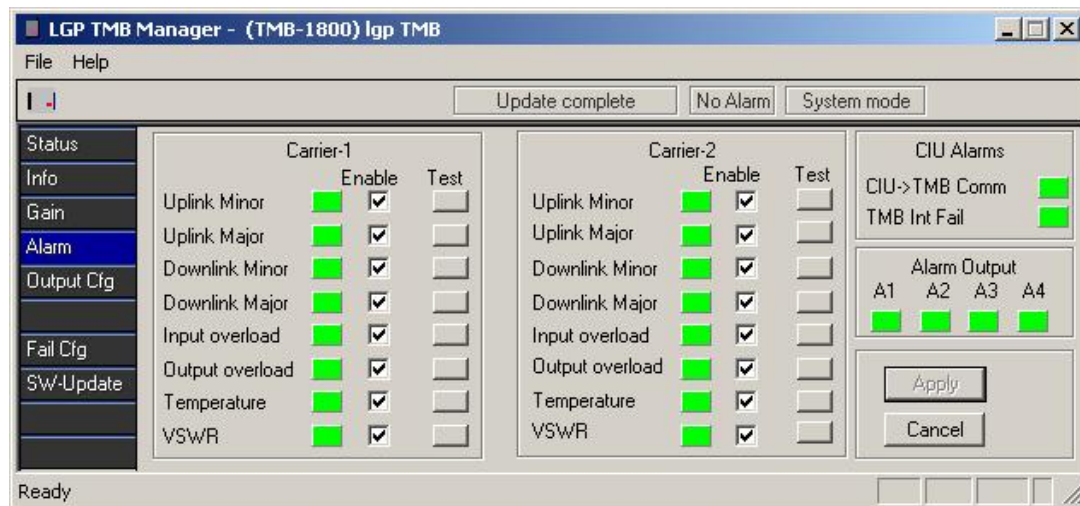 LGP TMB Manager - (TMB-1800) lgp TMB
File Help
Update complete No Alarm System mode
Status
Info
Gain
Alarm
Output Cfg
Fail Cfg
SW-Update
Carrier-1
Enable Test
Uplink Minor
Uplink Major
Downlink Minor
Downlink Major
Input overload
Output overload
Temperature
VSWR
Carrier-2
Enable Test
Uplink Minor
Uplink Major
Downlink Minor
Downlink Major
Input overload
Output overload
Temperature
VSWR
CIU Alarms
CIU->TMB Comm
TMB Int Fail
Alarm Output
A1 A2 A3 A4
Apply
Cancel
Ready